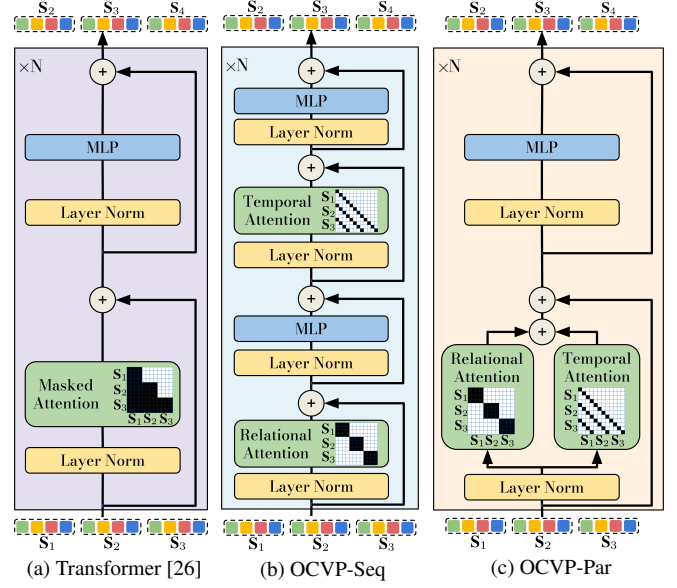 S2 S3 S4
×N
MLP
Layer Norm
Masked
Attention
S1
S2
S3
S1 S2 S3
Layer Norm
S1 S2 S3
(a) Transformer [26]
S2 S3 S4
×N
MLP
Layer Norm
Temporal
Attention
S1
S2
S3
Layer Norm
MLP
Layer Norm
Relational
Attention
S1
S2
S3
Layer Norm
S1 S2 S3
(b) OCVP-Seq
S2 S3 S4
×N
MLP
Layer Norm
Relational
Attention
S1
S2
S3
S1 S2 S3
Temporal
Attention
S1
S2
S3
S1 S2 S3
Layer Norm
S1 S2 S3
(c) OCVP-Par